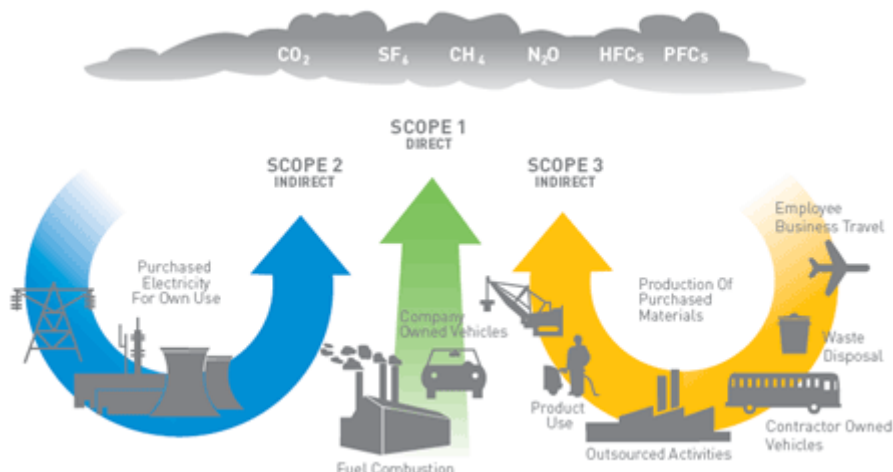 CO₂ SF₆ CH₄ N₂O HFCs PFCs
SCOPE 1
DIRECT
SCOPE 2
INDIRECT
SCOPE 3
INDIRECT
Employee
Business Travel
Purchased
Electricity
For Own Use
Production Of
Purchased
Materials
Company
Owned Vehicles
Waste
Disposal
Product
Use
Contractor Owned
Vehicles
Outsourced Activities
Fuel Combustion